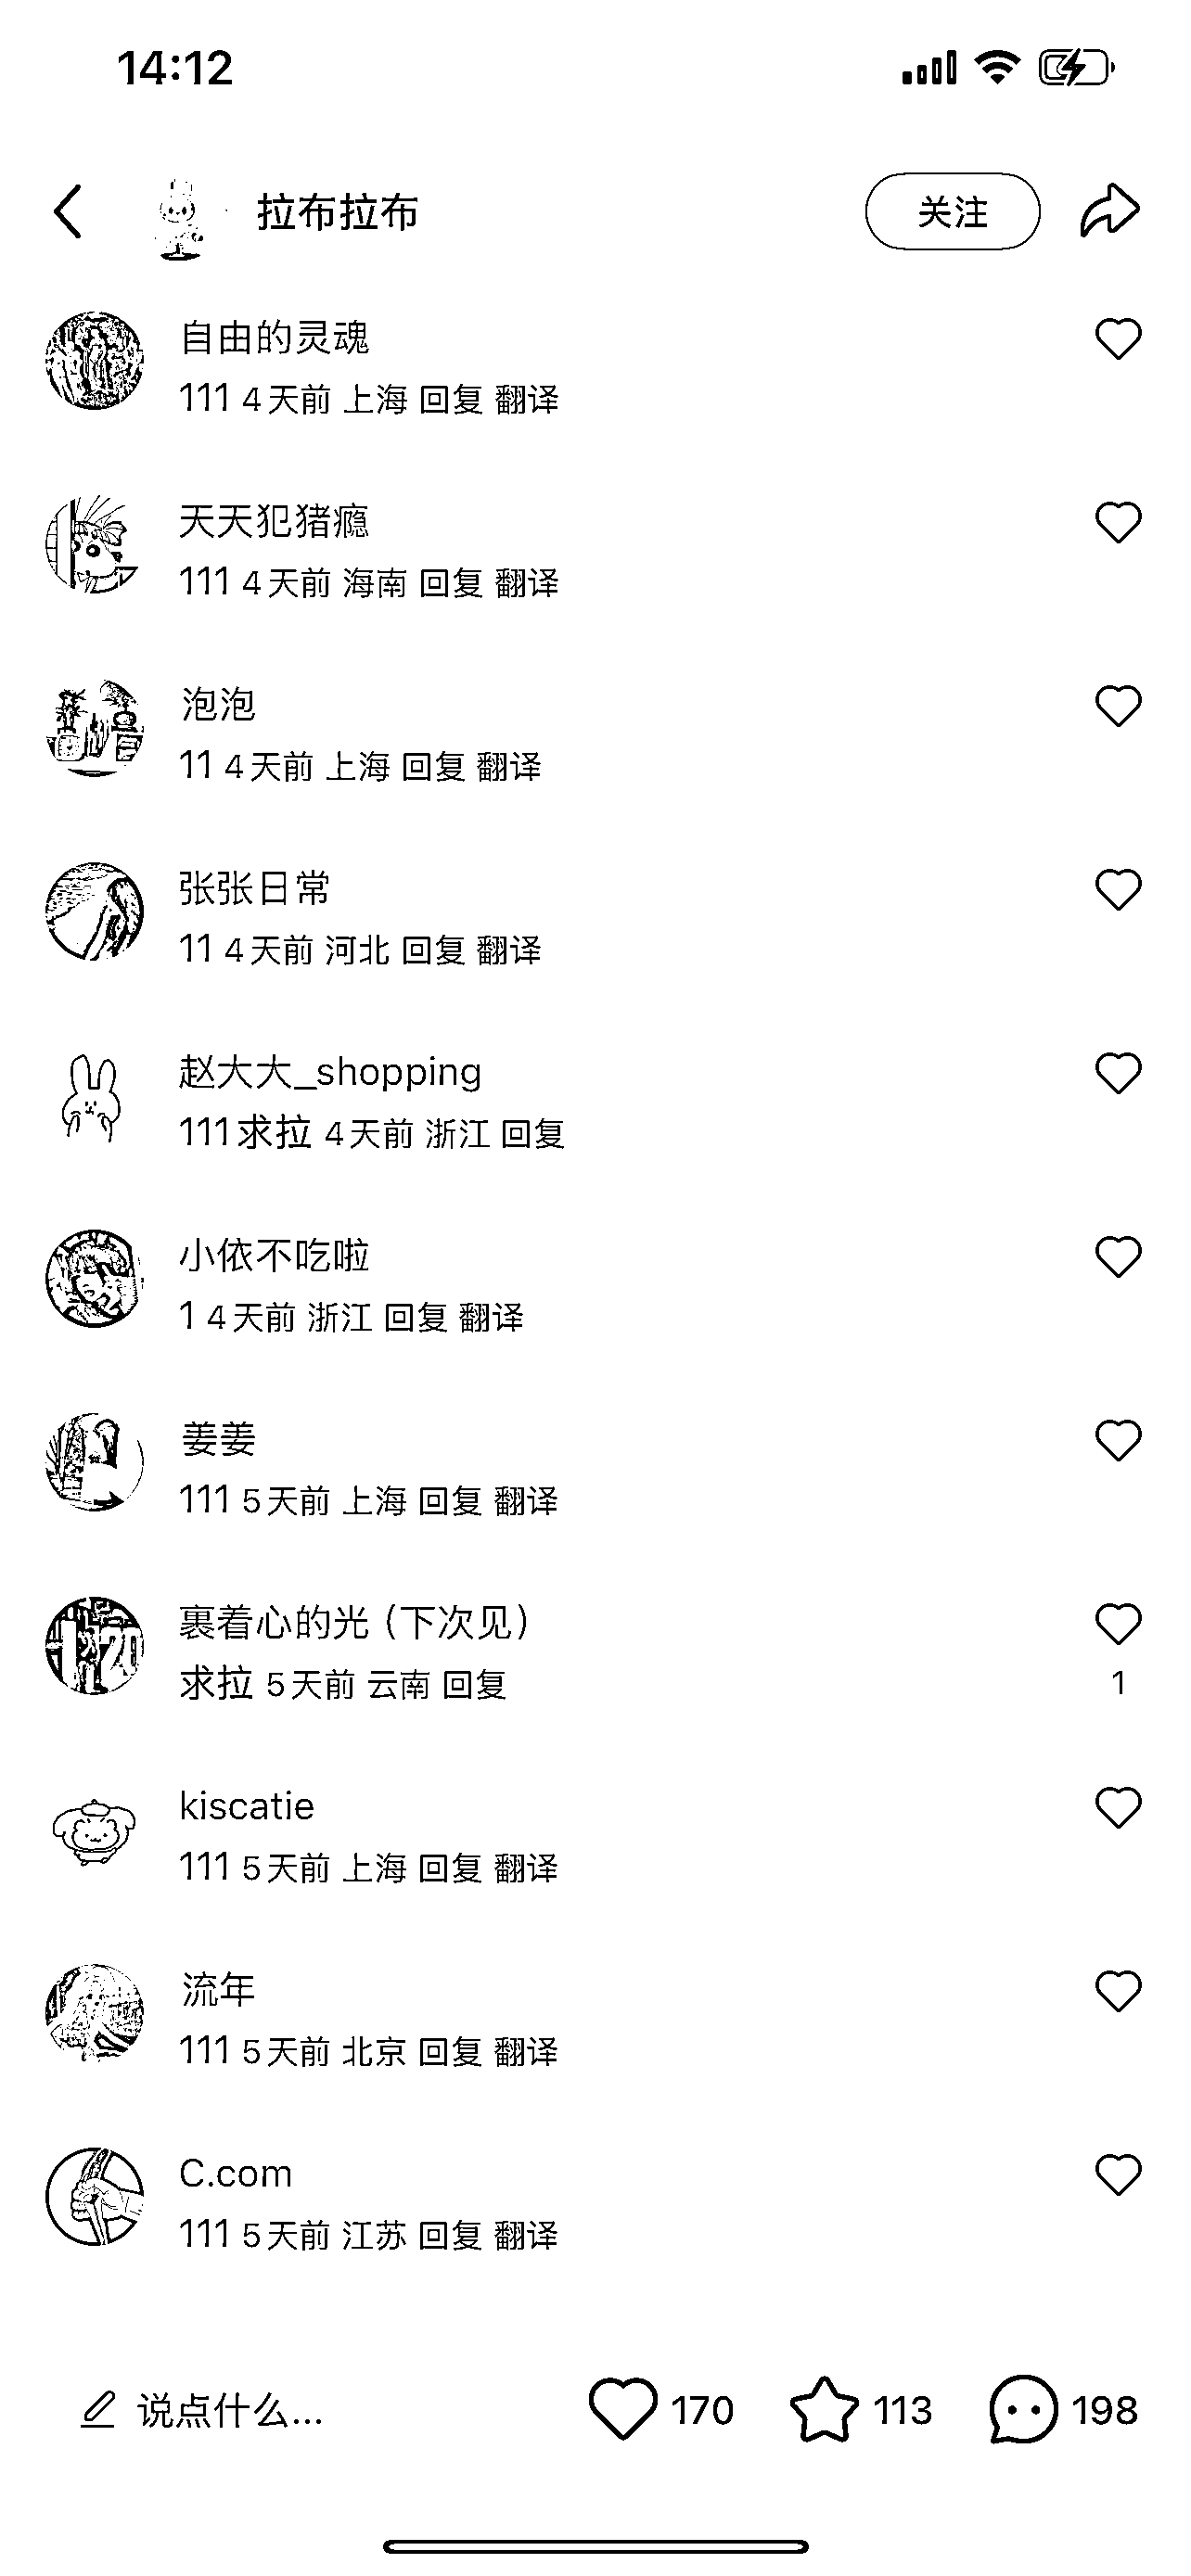 14:12
拉布拉布 关注
自由的灵魂
111 4天前 上海 回复 翻译
天天犯猪瘾
111 4天前 海南 回复 翻译
泡泡
11 4天前 上海 回复 翻译
张张日常
11 4天前 河北 回复 翻译
赵大大_shopping
111求拉 4天前 浙江 回复
小依不吃啦
1 4天前 浙江 回复 翻译
姜姜
111 5天前 上海 回复 翻译
裹着心的光（下次见）
求拉 5天前 云南 回复
1
kiscatie
111 5天前 上海 回复 翻译
流年
111 5天前 北京 回复 翻译
C.com
111 5天前 江苏 回复 翻译
说点什么... 170 113 198